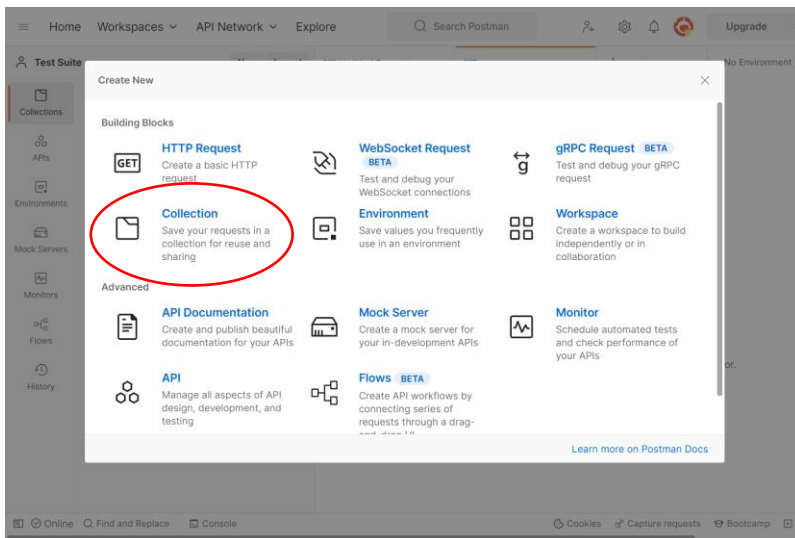 Home Workspaces API Network Explore Search Postman Upgrade
Test Suite No Environment
Create New
Collections
APIs
Environments
Mock Servers
Monitors
Flows
History
Building Blocks
GET
HTTP Request
Create a basic HTTP
request
WebSocket Request
BETA
Test and debug your
WebSocket connections
g
gRPC Request BETA
Test and debug your gRPC
request
Collection
Save your requests in a
collection for reuse and
sharing
Environment
Save values you frequently
use in an environment
Workspace
Create a workspace to build
independently or in
collaboration
Advanced
API Documentation
Create and publish beautiful
documentation for your APIs
Mock Server
Create a mock server for
your in-development APIs
Monitor
Schedule automated tests
and check performance of
your APIs
or.
API
Manage all aspects of API
design, development, and
testing
Flows BETA
Create API workflows by
connecting series of
requests through a drag-
Learn more on Postman Docs
Online Find and Replace Console Cookies Capture requests Bootcamp